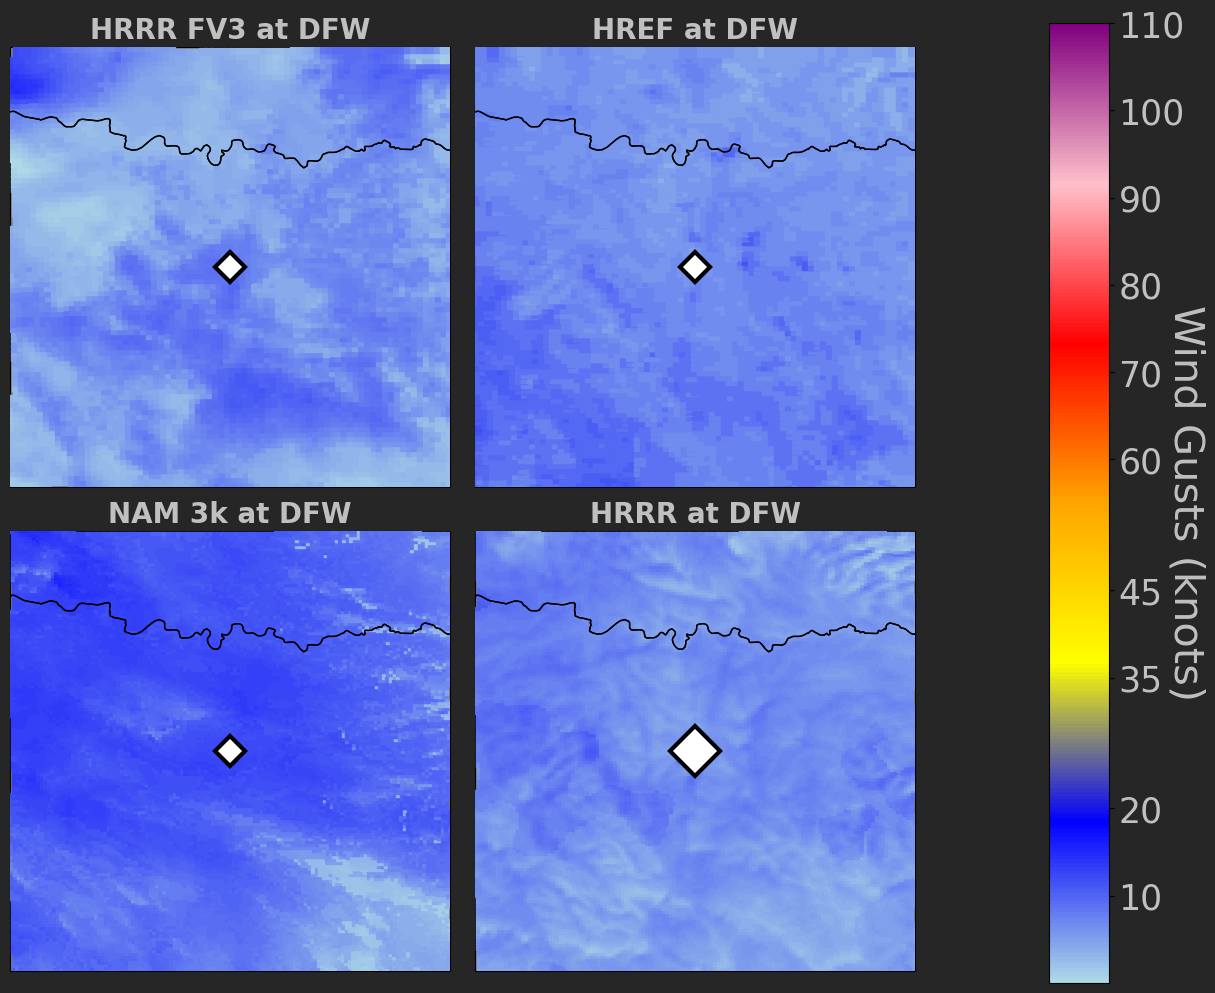 HRRR FV3 at DFW
HREF at DFW
NAM 3k at DFW
HRRR at DFW
110
100
90
80
70
60
45
35
20
10
Wind Gusts (knots)